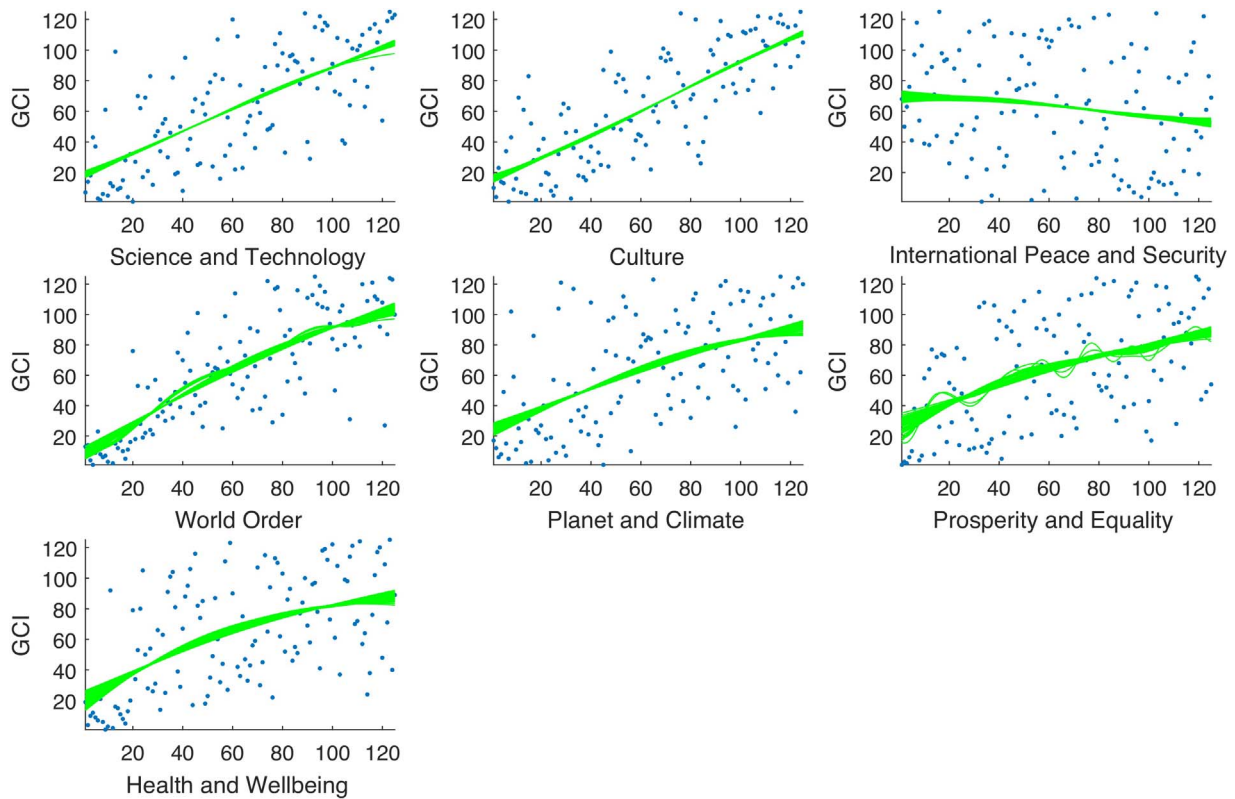 120
100
80
60
40
20
GCI
20 40 60 80 100 120
Science and Technology
120
100
80
60
40
20
GCI
20 40 60 80 100 120
Culture
120
100
80
60
40
20
GCI
20 40 60 80 100 120
International Peace and Security
120
100
80
60
40
20
GCI
20 40 60 80 100 120
World Order
120
100
80
60
40
20
GCI
20 40 60 80 100 120
Planet and Climate
120
100
80
60
40
20
GCI
20 40 60 80 100 120
Prosperity and Equality
120
100
80
60
40
20
GCI
20 40 60 80 100 120
Health and Wellbeing